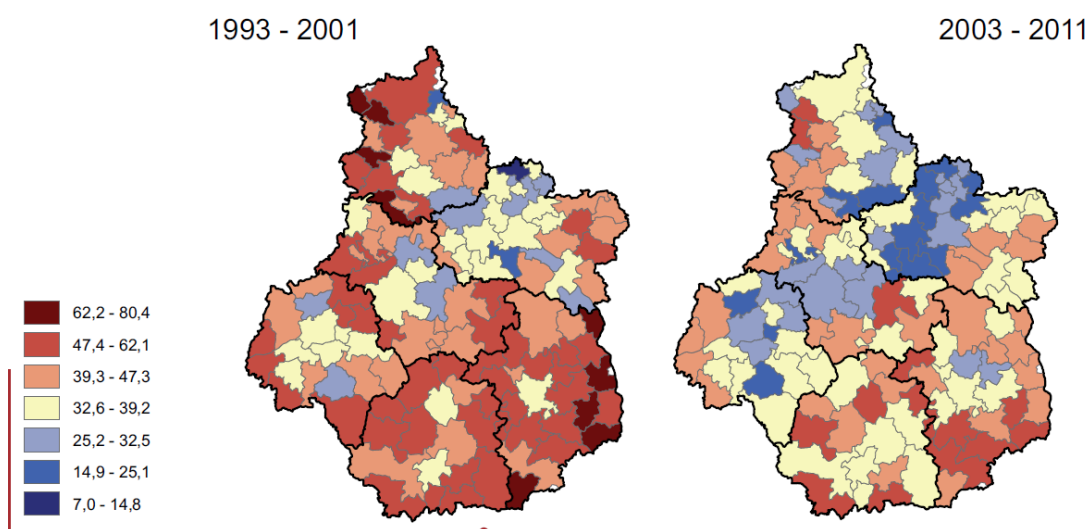 1993 - 2001
2003 - 2011
62,2 - 80,4
47,4 - 62,1
39,3 - 47,3
32,6 - 39,2
25,2 - 32,5
14,9 - 25,1
7,0 - 14,8